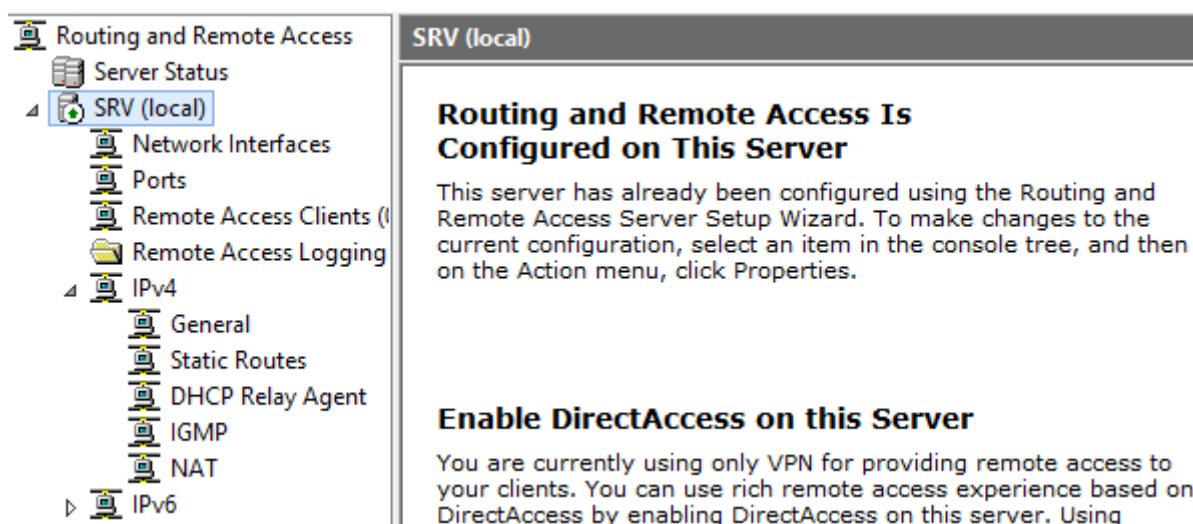 Routing and Remote Access
Server Status
SRV (local)
Network Interfaces
Ports
Remote Access Clients (
Remote Access Logging
IPv4
General
Static Routes
DHCP Relay Agent
IGMP
NAT
IPv6
SRV (local)
Routing and Remote Access Is
Configured on This Server
This server has already been configured using the Routing and
Remote Access Server Setup Wizard. To make changes to the
current configuration, select an item in the console tree, and then
on the Action menu, click Properties.
Enable DirectAccess on this Server
You are currently using only VPN for providing remote access to
your clients. You can use rich remote access experience based on
DirectAccess by enabling DirectAccess on this server. Using